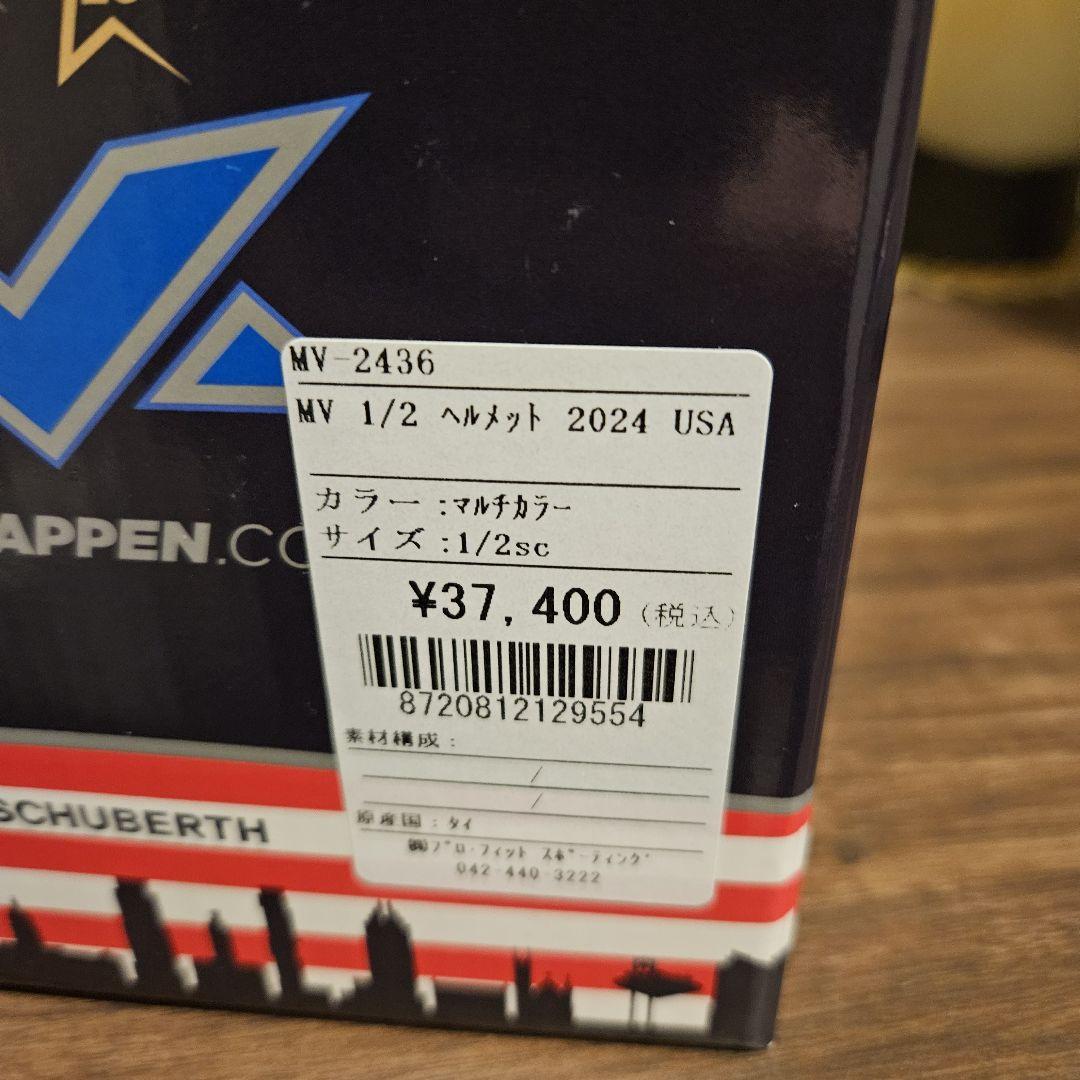 MV-2436
MV 1/2 ﾍﾙﾒｯﾄ 2024 USA
カラー:ﾏﾙﾁｶﾗｰ
サイズ:1/2sc
APPEN.CO
¥37,400(税込)
8720812129554
素材構成:
/
/
SCHUBERTH
原産国:タイ
㈱ﾌﾟﾛ･ﾌｨｯﾄ ｽﾎﾟｰﾃｨﾝｸﾞ
042-440-3222